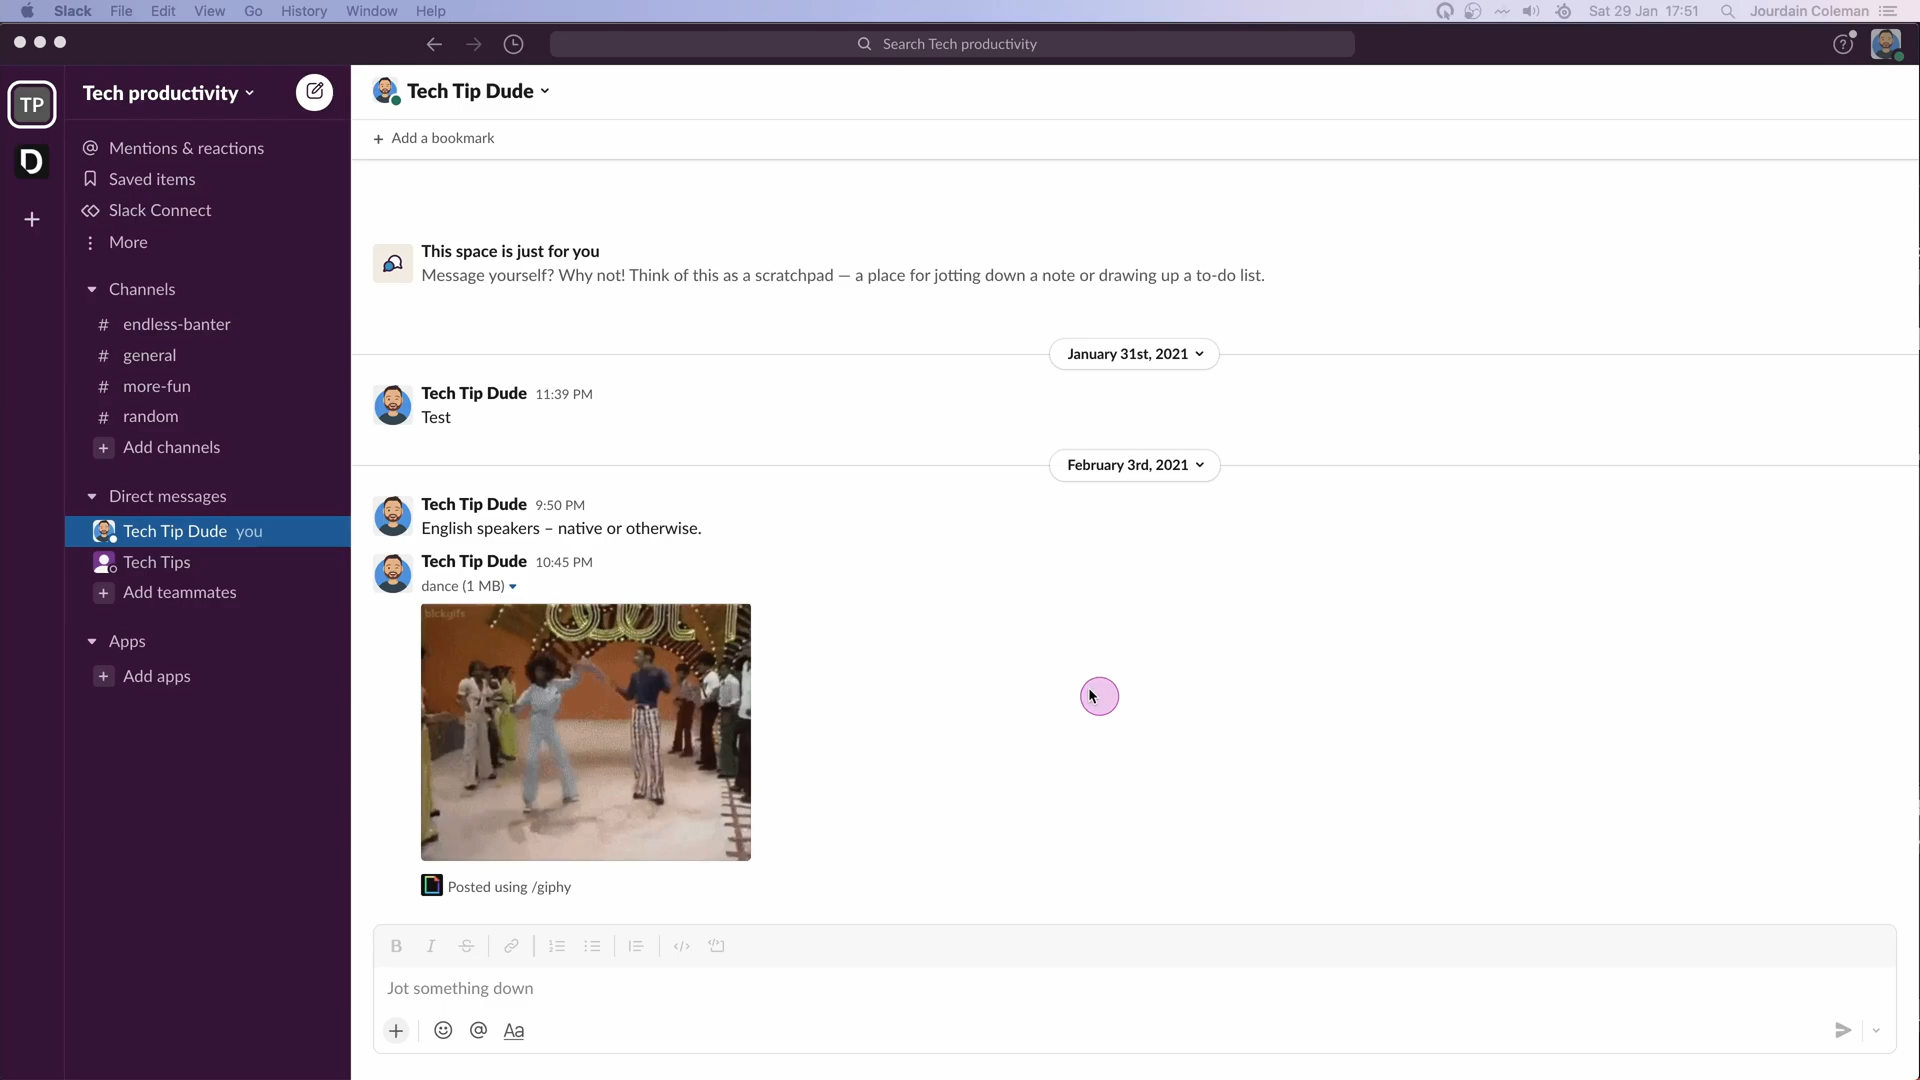 Slack File Edit View Go History Window Help Sat 29 Jan 17:51 Jourdain Coleman
Search Tech productivity
TP
D
Tech productivity
Mentions & reactions
Saved items
Slack Connect
More
Channels
# endless-banter
# general
# more-fun
# random
+ Add channels
Direct messages
Tech Tip Dude you
Tech Tips
+ Add teammates
Apps
+ Add apps
Tech Tip Dude
+ Add a bookmark
This space is just for you
Message yourself? Why not! Think of this as a scratchpad — a place for jotting down a note or drawing up a to-do list.
January 31st, 2021
Tech Tip Dude 11:39 PM
Test
February 3rd, 2021
Tech Tip Dude 9:50 PM
English speakers – native or otherwise.
Tech Tip Dude 10:45 PM
dance (1 MB)
blckgifs
Posted using /giphy
B I S
Jot something down
+ @ Aa